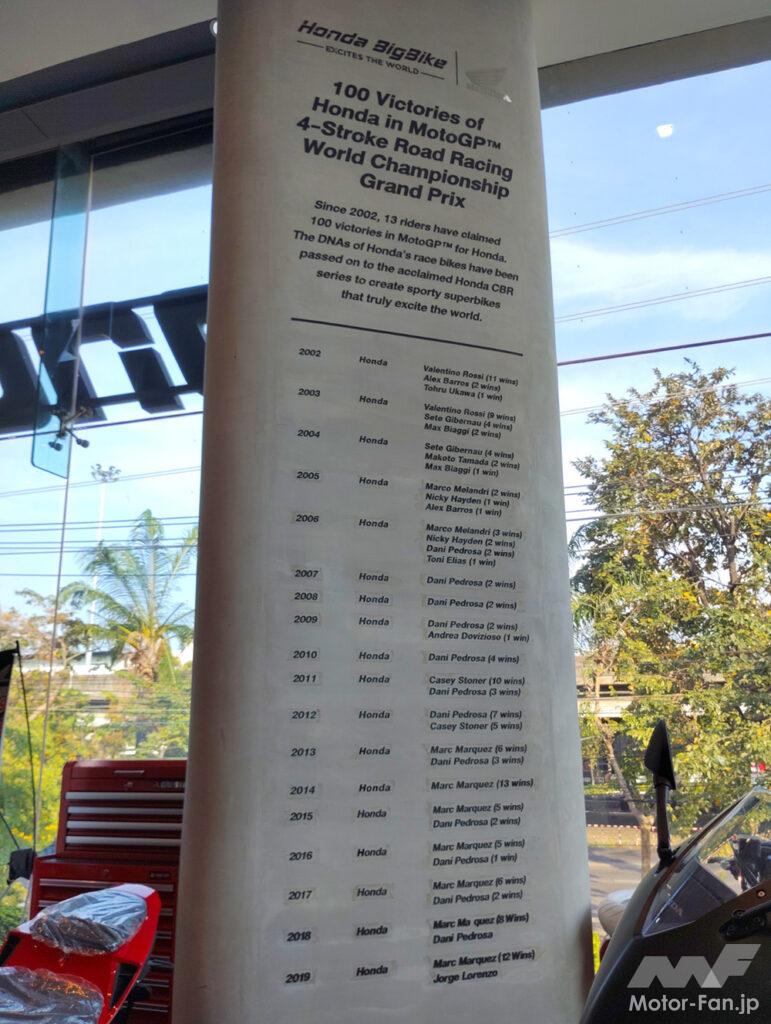 Honda BigBike
EXCITES THE WORLD
HONDA
100 Victories of
Honda in MotoGP™
4-Stroke Road Racing
World Championship
Grand Prix
Since 2002, 13 riders have claimed
100 victories in MotoGP™ for Honda.
The DNAs of Honda's race bikes have been
passed on to the acclaimed Honda CBR
series to create sporty superbikes
that truly excite the world.
2002 Honda Valentino Rossi (11 wins)
Alex Barros (2 wins)
Tohru Ukawa (1 win)
2003 Honda Valentino Rossi (9 wins)
Sete Gibernau (4 wins)
Max Biaggi (2 wins)
2004 Honda Sete Gibernau (4 wins)
Makoto Tamada (2 wins)
Max Biaggi (1 win)
2005 Honda Marco Melandri (2 wins)
Nicky Hayden (1 win)
Alex Barros (1 win)
2006 Honda Marco Melandri (3 wins)
Nicky Hayden (2 wins)
Dani Pedrosa (2 wins)
Toni Elias (1 win)
2007 Honda Dani Pedrosa (2 wins)
2008 Honda Dani Pedrosa (2 wins)
2009 Honda Dani Pedrosa (2 wins)
Andrea Dovizioso (1 win)
2010 Honda Dani Pedrosa (4 wins)
2011 Honda Casey Stoner (10 wins)
Dani Pedrosa (3 wins)
2012 Honda Dani Pedrosa (7 wins)
Casey Stoner (5 wins)
2013 Honda Marc Marquez (6 wins)
Dani Pedrosa (3 wins)
2014 Honda Marc Marquez (13 wins)
2015 Honda Marc Marquez (5 wins)
Dani Pedrosa (2 wins)
2016 Honda Marc Marquez (5 wins)
Dani Pedrosa (1 win)
2017 Honda Marc Marquez (6 wins)
Dani Pedrosa (2 wins)
2018 Honda Marc Ma quez (8 Wins)
Dani Pedrosa
2019 Honda Marc Marquez (12 Wins)
Jorge Lorenzo
MF
Motor-Fan.jp